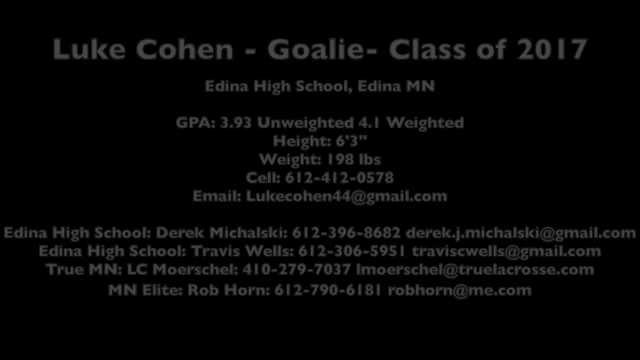 Luke Cohen - Goalie- Class of 2017
Edina High School, Edina MN
GPA: 3.93 Unweighted 4.1 Weighted
Height: 6'3"
Weight: 198 lbs
Cell: 612-412-0578
Email: Lukecohen44@gmail.com
Edina High School: Derek Michalski: 612-396-8682 derek.j.michalski@gmail.com
Edina High School: Travis Wells: 612-306-5951 traviscwells@gmail.com
True MN: LC Moerschel: 410-279-7037 lmoerschel@truelacrosse.com
MN Elite: Rob Horn: 612-790-6181 robhorn@me.com